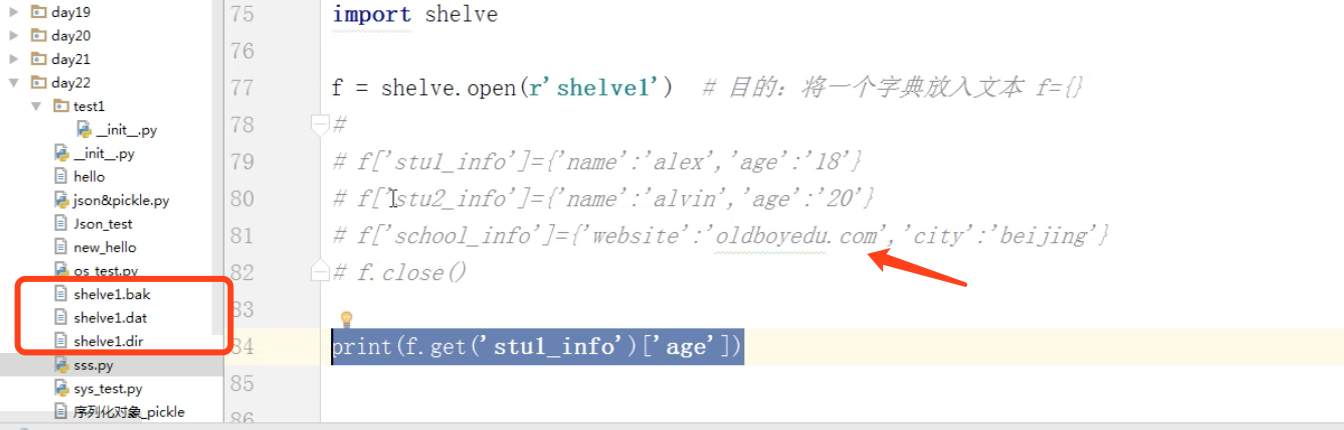 day19
day20
day21
day22
test1
__init__.py
__init__.py
hello
json&pickle.py
Json_test
new_hello
os_test.py
shelve1.bak
shelve1.dat
shelve1.dir
sss.py
sys_test.py
序列化对象_pickle
75 import shelve
76
77 f = shelve.open(r'shelve1') # 目的：将一个字典放入文本 f={}
78 #
79 # f['stu1_info']={'name':'alex','age':'18'}
80 # f['stu2_info']={'name':'alvin','age':'20'}
81 # f['school_info']={'website':'oldboyedu.com','city':'beijing'}
82 # f.close()
83
84 print(f.get('stu1_info')['age'])
85
86